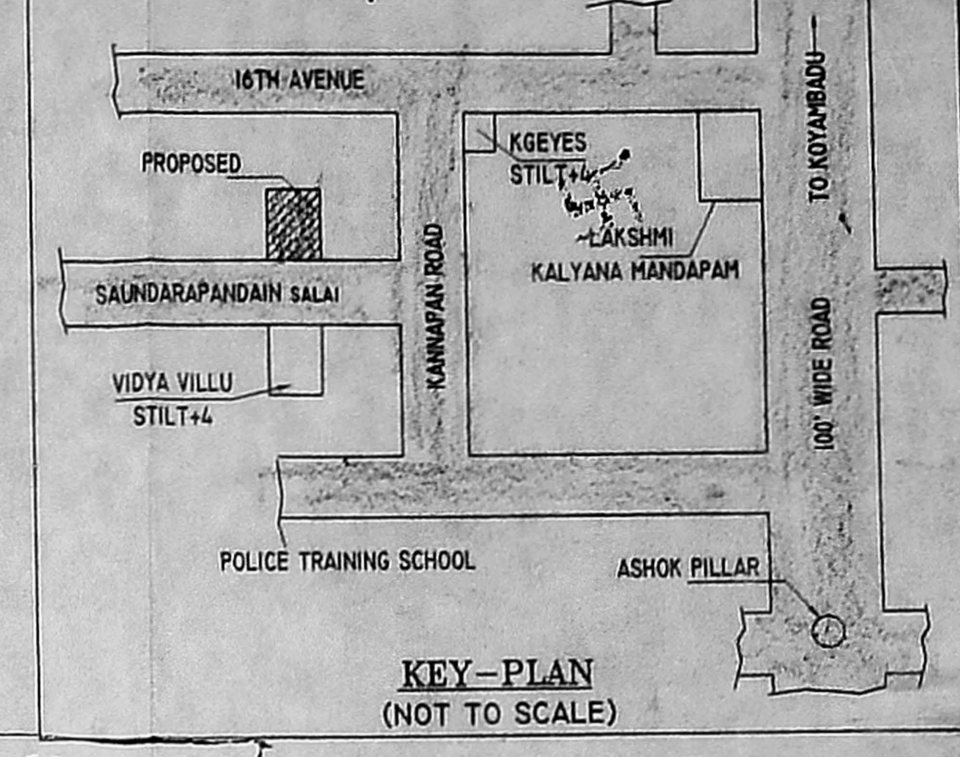 16TH AVENUE
TO KOYAMBADU
PROPOSED
KGEYES
STILT+4
LAKSHMI
KALYANA MANDAPAM
KANNAPAN ROAD
SAUNDARAPANDAIN SALAI
100' WIDE ROAD
VIDYA VILLU
STILT+4
POLICE TRAINING SCHOOL
ASHOK PILLAR
KEY-PLAN
(NOT TO SCALE)